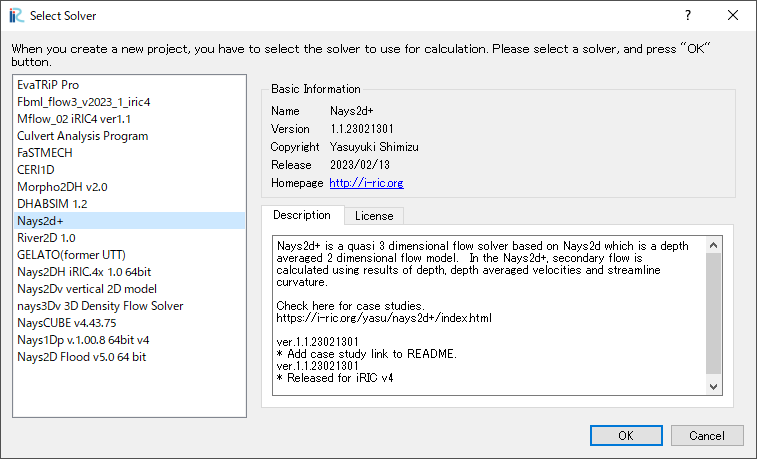 Select Solver
When you create a new project, you have to select the solver to use for calculation. Please select a solver, and press "OK"
button.
EvaTRiP Pro
Fbml_flow3_v2023_1_iric4
Mflow_02 iRIC4 ver1.1
Culvert Analysis Program
FaSTMECH
CERI1D
Morpho2DH v2.0
DHABSIM 1.2
Nays2d+
River2D 1.0
GELATO(former UTT)
Nays2DH iRIC.4x 1.0 64bit
Nays2Dv vertical 2D model
nays3Dv 3D Density Flow Solver
NaysCUBE v4.43.75
Nays1Dp v.1.00.8 64bit v4
Nays2D Flood v5.0 64 bit
Basic Information
Name Nays2d+
Version 1.1.23021301
Copyright Yasuyuki Shimizu
Release 2023/02/13
Homepage http://i-ric.org
Description License
Nays2d+ is a quasi 3 dimensional flow solver based on Nays2d which is a depth
averaged 2 dimensional flow model. In the Nays2d+, secondary flow is
calculated using results of depth, depth averaged velocities and streamline
curvature.
Check here for case studies.
https://i-ric.org/yasu/nays2d+/index.html
ver.1.1.23021301
* Add case study link to README.
ver.1.1.23021301
* Released for iRIC v4
OK Cancel